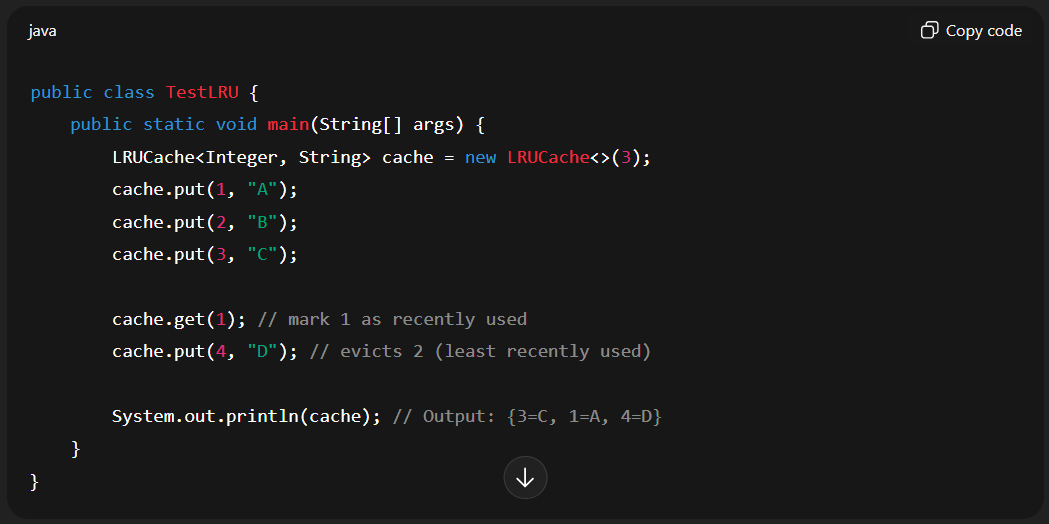 java
Copy code
public class TestLRU {
    public static void main(String[] args) {
        LRUCache<Integer, String> cache = new LRUCache<>(3);
        cache.put(1, "A");
        cache.put(2, "B");
        cache.put(3, "C");
        cache.get(1); // mark 1 as recently used
        cache.put(4, "D"); // evicts 2 (least recently used)
        System.out.println(cache); // Output: {3=C, 1=A, 4=D}
    }
}